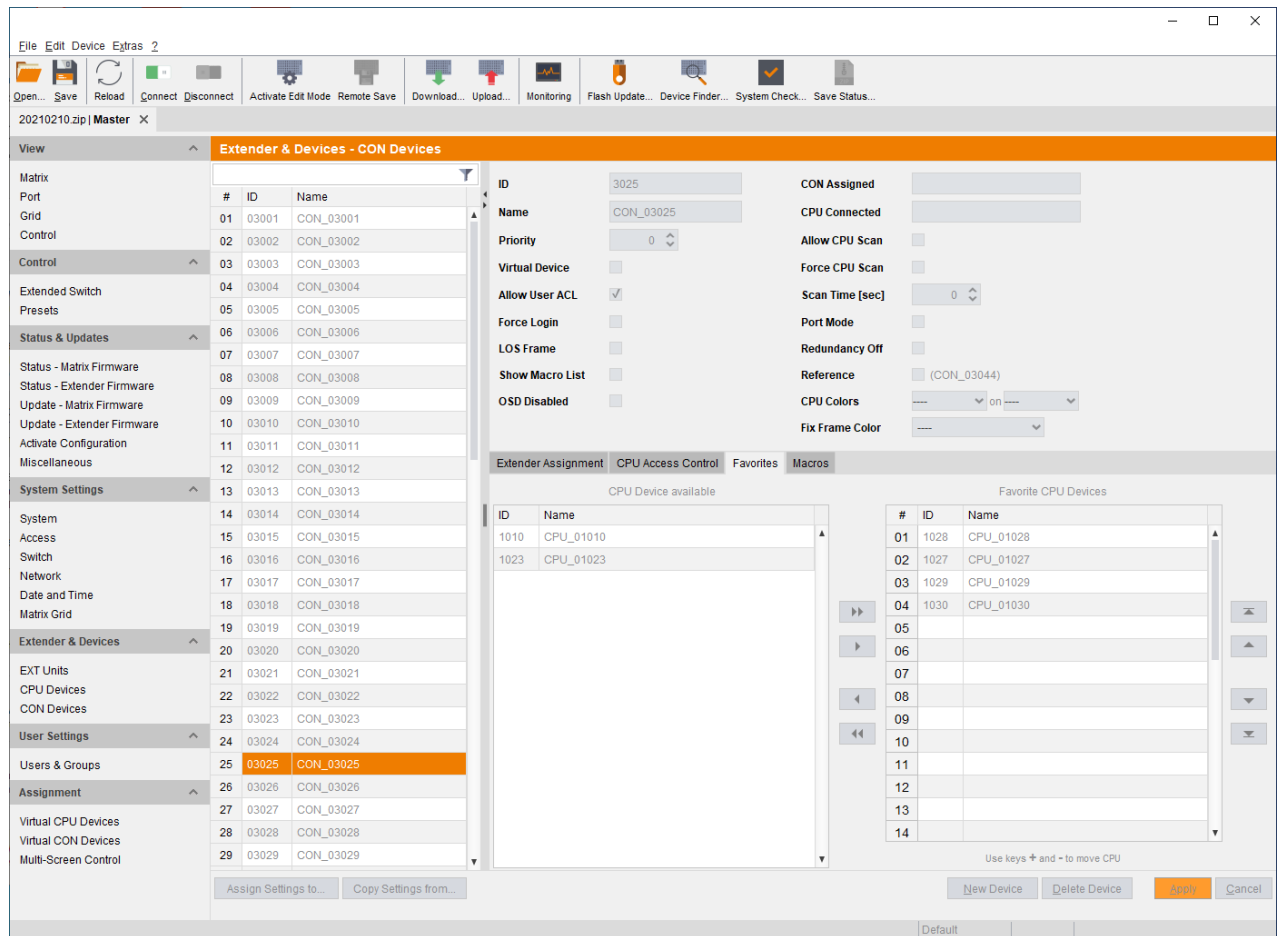 File Edit Device Extras ?
Open... Save Reload Connect Disconnect Activate Edit Mode Remote Save Download... Upload... Monitoring Flash Update... Device Finder... System Check... Save Status...
20210210.zip | Master
View
Matrix
Port
Grid
Control
Control
Extended Switch
Presets
Status & Updates
Status - Matrix Firmware
Status - Extender Firmware
Update - Matrix Firmware
Update - Extender Firmware
Activate Configuration
Miscellaneous
System Settings
System
Access
Switch
Network
Date and Time
Matrix Grid
Extender & Devices
EXT Units
CPU Devices
CON Devices
User Settings
Users & Groups
Assignment
Virtual CPU Devices
Virtual CON Devices
Multi-Screen Control
Extender & Devices - CON Devices
# ID Name
01 03001 CON_03001
02 03002 CON_03002
03 03003 CON_03003
04 03004 CON_03004
05 03005 CON_03005
06 03006 CON_03006
07 03007 CON_03007
08 03008 CON_03008
09 03009 CON_03009
10 03010 CON_03010
11 03011 CON_03011
12 03012 CON_03012
13 03013 CON_03013
14 03014 CON_03014
15 03015 CON_03015
16 03016 CON_03016
17 03017 CON_03017
18 03018 CON_03018
19 03019 CON_03019
20 03020 CON_03020
21 03021 CON_03021
22 03022 CON_03022
23 03023 CON_03023
24 03024 CON_03024
25 03025 CON_03025
26 03026 CON_03026
27 03027 CON_03027
28 03028 CON_03028
29 03029 CON_03029
ID 3025
Name CON_03025
Priority 0
Virtual Device
Allow User ACL
Force Login
LOS Frame
Show Macro List
OSD Disabled
CON Assigned
CPU Connected
Allow CPU Scan
Force CPU Scan
Scan Time [sec] 0
Port Mode
Redundancy Off
Reference (CON_03044)
CPU Colors ---- on ----
Fix Frame Color ----
Extender Assignment CPU Access Control Favorites Macros
CPU Device available
ID Name
1010 CPU_01010
1023 CPU_01023
Favorite CPU Devices
# ID Name
01 1028 CPU_01028
02 1027 CPU_01027
03 1029 CPU_01029
04 1030 CPU_01030
05
06
07
08
09
10
11
12
13
14
Use keys + and - to move CPU
Assign Settings to... Copy Settings from... New Device Delete Device Apply Cancel
Default